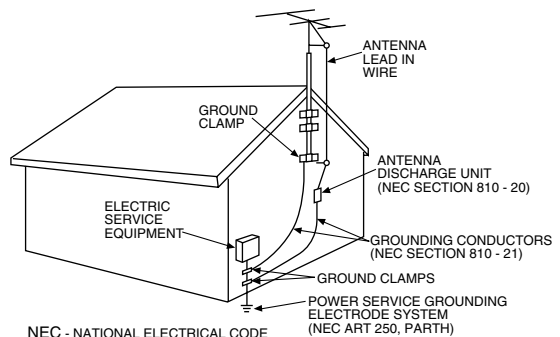 ANTENNA
LEAD IN
WIRE
GROUND
CLAMP
ANTENNA
DISCHARGE UNIT
(NEC SECTION 810 - 20)
ELECTRIC
SERVICE
EQUIPMENT
GROUNDING CONDUCTORS
(NEC SECTION 810 - 21)
GROUND CLAMPS
POWER SERVICE GROUNDING
ELECTRODE SYSTEM
(NEC ART 250, PARTH)
NEC - NATIONAL ELECTRICAL CODE